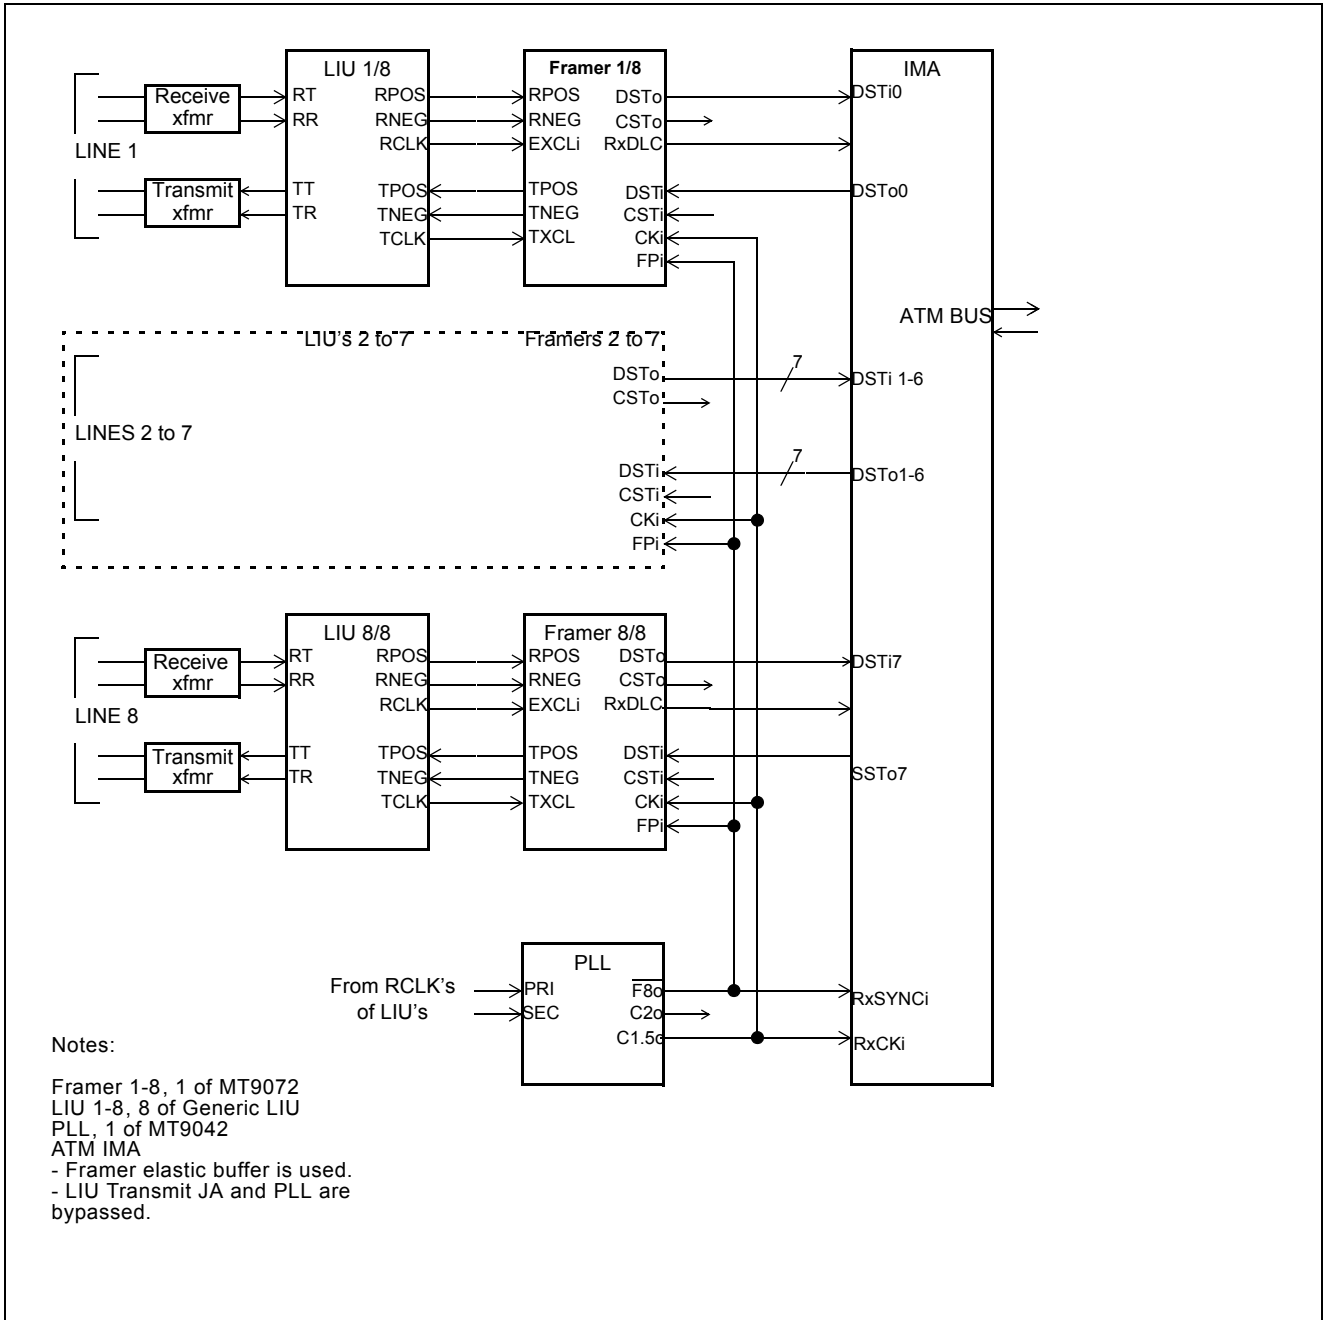 LIU 1/8
Framer 1/8
IMA
Receive
xfmr
RT
RR
RPOS
RNEG
RCLK
RPOS
RNEG
EXCLi
DSTo
CSTo
RxDLC
DSTi0
LINE 1
Transmit
xfmr
TT
TR
TPOS
TNEG
TCLK
TPOS
TNEG
TXCL
DSTi
CSTi
CKi
FPi
DSTo0
ATM BUS
LIU's 2 to 7
Framers 2 to 7
DSTo
CSTo
7
DSTi 1-6
LINES 2 to 7
DSTi
CSTi
CKi
FPi
7
DSTo1-6
LIU 8/8
Framer 8/8
Receive
xfmr
RT
RR
RPOS
RNEG
RCLK
RPOS
RNEG
EXCLi
DSTo
CSTo
RxDLC
DSTi7
LINE 8
Transmit
xfmr
TT
TR
TPOS
TNEG
TCLK
TPOS
TNEG
TXCL
DSTi
CSTi
CKi
FPi
SSTo7
PLL
From RCLK's
of LIU's
PRI
SEC
F8o
C2o
C1.5o
RxSYNCi
RxCKi
Notes:
Framer 1-8, 1 of MT9072
LIU 1-8, 8 of Generic LIU
PLL, 1 of MT9042
ATM IMA
- Framer elastic buffer is used.
- LIU Transmit JA and PLL are
bypassed.